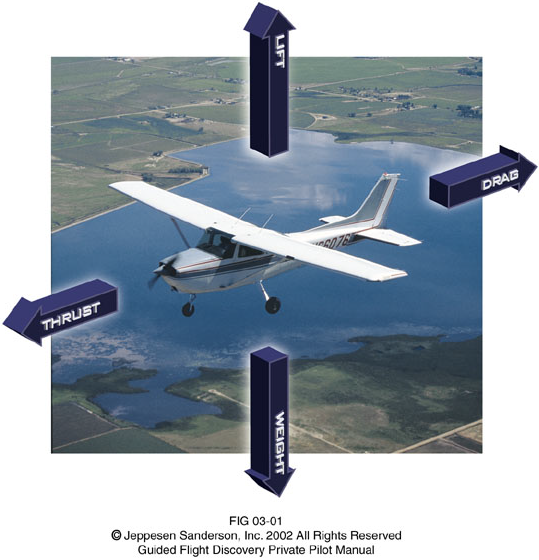 LIFT
DRAG
THRUST
WEIGHT
FIG 03-01
© Jeppesen Sanderson, Inc. 2002 All Rights Reserved
Guided Flight Discovery Private Pilot Manual